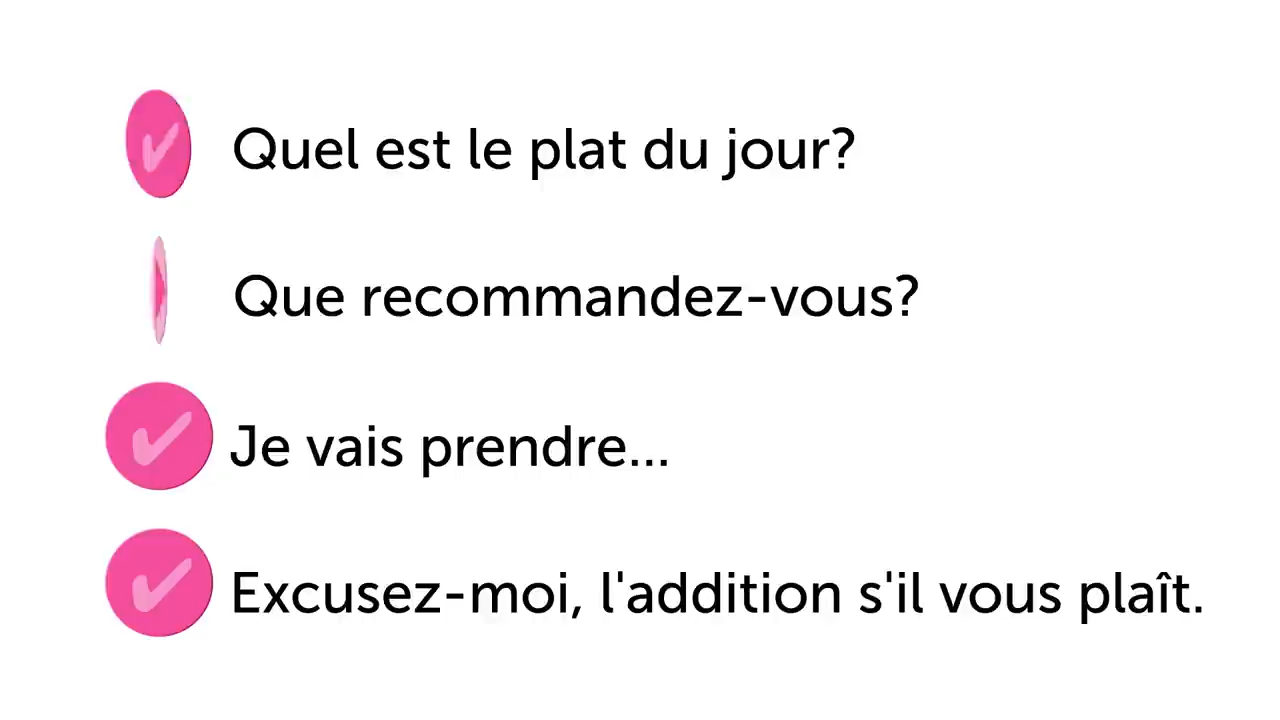 Quel est le plat du jour?
Que recommandez-vous?
Je vais prendre...
Excusez-moi, l'addition s'il vous plaît.